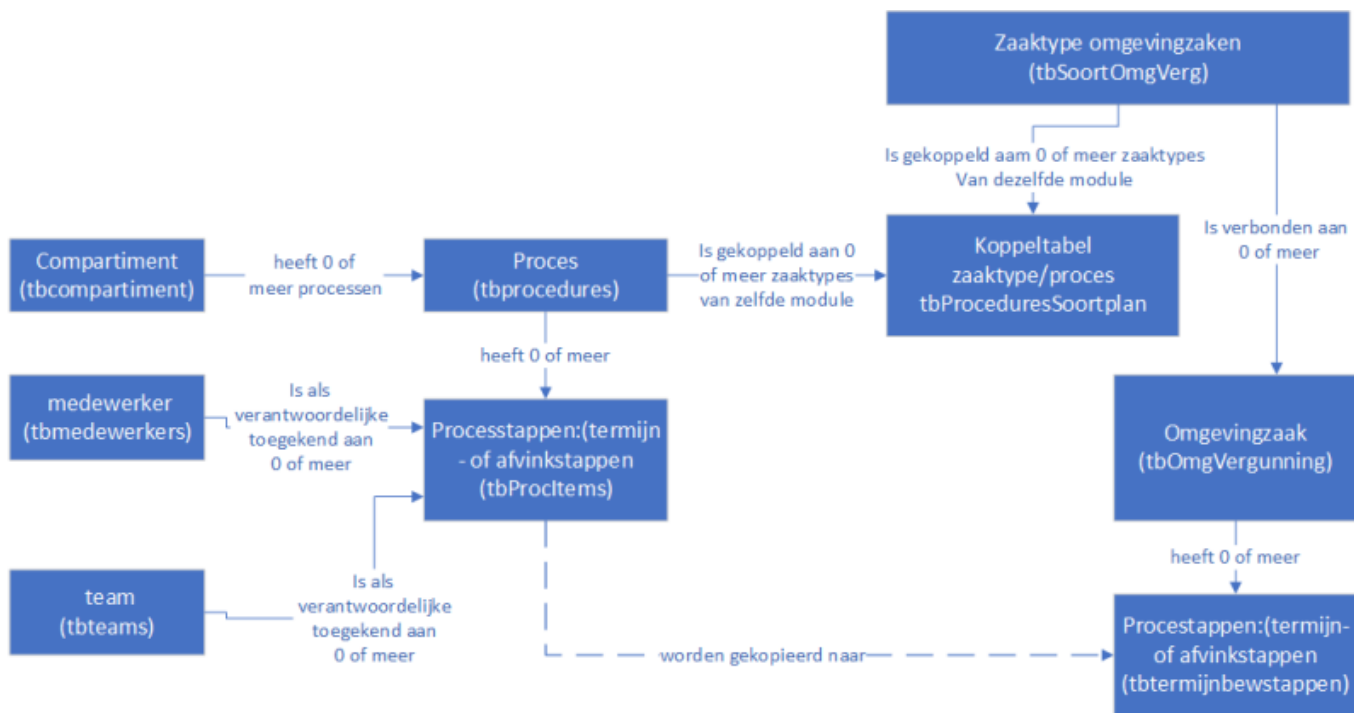 Zaaktype omgevingzaken
(tbSoortOmgVerg)
Is gekoppeld aam 0 of meer zaaktypes
Van dezelfde module
Is verbonden aan
0 of meer
Compartiment
(tbcompartiment)
heeft 0 of
meer processen
Proces
(tbprocedures)
Is gekoppeld aan 0
of meer zaaktypes
van zelfde module
Koppeltabel
zaaktype/proces
tbProceduresSoortplan
heeft 0 of meer
medewerker
(tbmedewerkers)
Is als
verantwoordelijke
toegekend aan
0 of meer
Processtappen:(termijn
- of afvinkstappen
(tbProcItems)
Omgevingzaak
(tbOmgVergunning)
heeft 0 of meer
team
(tbteams)
Is als
verantwoordelijke
toegekend aan
0 of meer
worden gekopieerd naar
Procestappen:(termijn-
of afvinkstappen
(tbtermijnbewstappen)